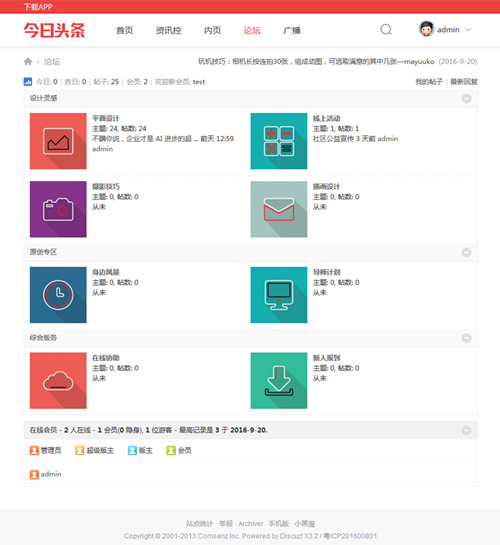 下载APP
今日头条 首页 资讯控 内页 论坛 广播 admin
论坛 玩机技巧：相机长按连拍30张，组成动图，可选取满意的其中几张—mayuuko (2016-9-20)
今日: 0 | 昨日: 0 | 帖子: 25 | 会员: 2 | 欢迎新会员: test 我的帖子 | 最新回复
设计灵感
平面设计
主题: 24, 帖数: 24
不瞒你说，企业才是 AI 进步的超 ... 前天 12:59
admin
线上活动
主题: 1, 帖数: 1
社区公益宣传 3 天前 admin
摄影技巧
主题: 0, 帖数: 0
从未
插画设计
主题: 0, 帖数: 0
从未
原创专区
身边风景
主题: 0, 帖数: 0
从未
导师计划
主题: 0, 帖数: 0
从未
综合版务
在线协助
主题: 0, 帖数: 0
从未
新人报到
主题: 0, 帖数: 0
从未
在线会员 - 2 人在线 - 1 会员(0 隐身), 1 位游客 - 最高记录是 3 于 2016-9-20.
管理员 超级版主 版主 会员
admin
站点统计 举报 Archiver 手机版 小黑屋
Copyright © 2001-2013 Comsenz Inc. Powered by Discuz! X3.2 / 粤ICP201600801